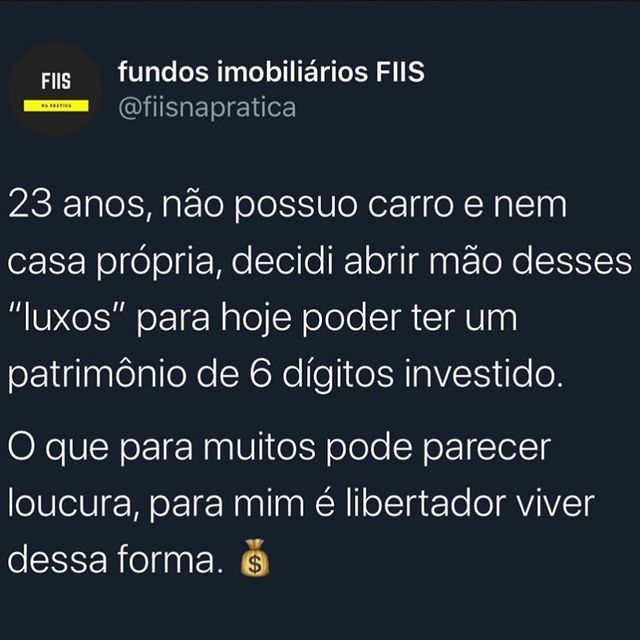 FIIS
NA PRATICA
fundos imobiliários FIIS
@fiisnapratica
23 anos, não possuo carro e nem
casa própria, decidi abrir mão desses
“luxos” para hoje poder ter um
patrimônio de 6 dígitos investido.
O que para muitos pode parecer
loucura, para mim é libertador viver
dessa forma. 💰